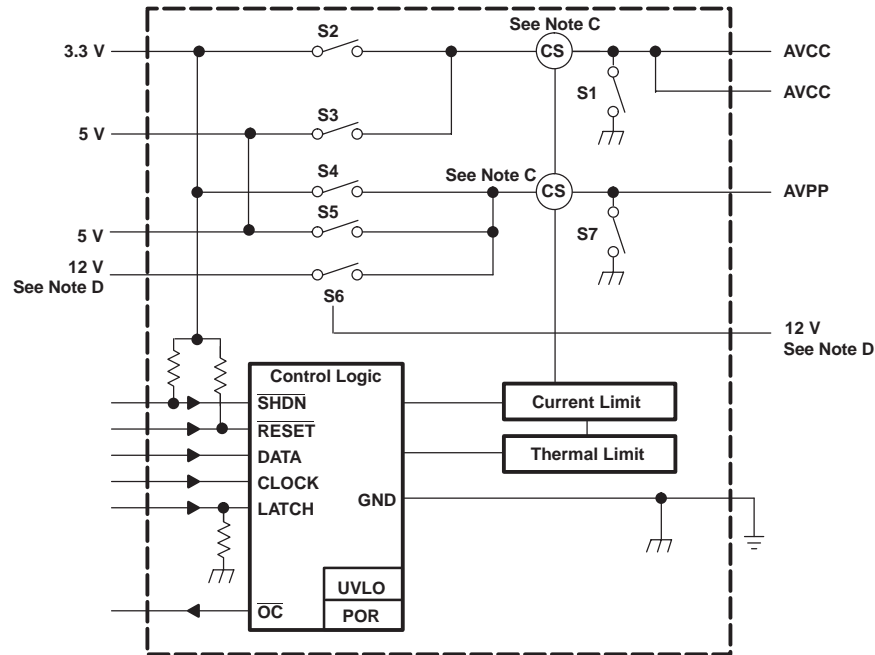 See Note C
S2
3.3 V
CS
AVCC
S1
AVCC
S3
5 V
S4
See Note C
CS
AVPP
S5
5 V
S7
12 V
See Note D
S6
12 V
See Note D
Control Logic
SHDN
Current Limit
RESET
DATA
Thermal Limit
CLOCK
LATCH
GND
UVLO
OC
POR